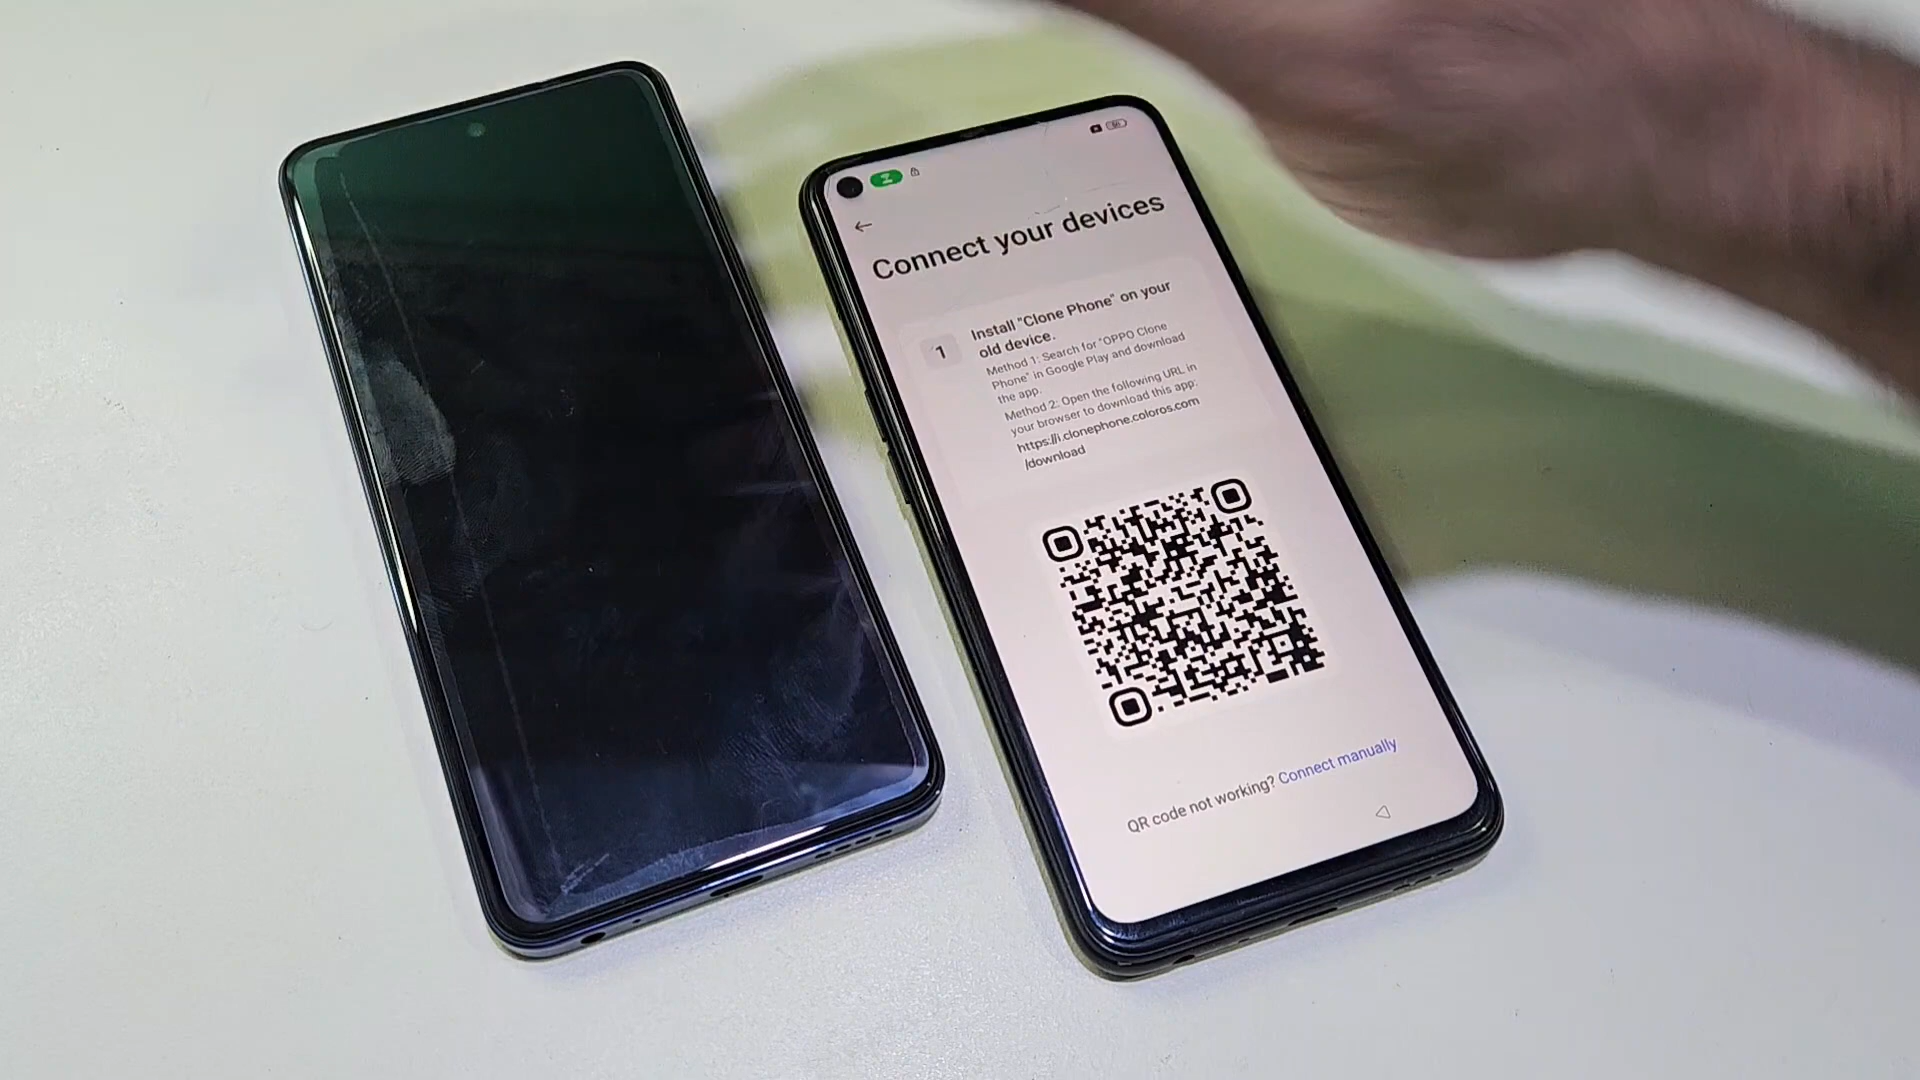 Connect your devices
1
Install "Clone Phone" on your
old device.
Method 1: Search for "OPPO Clone
Phone" in Google Play and download
the app.
Method 2: Open the following URL in
your browser to download this app:
https://i.clonephone.coloros.com
/download
QR code not working? Connect manually